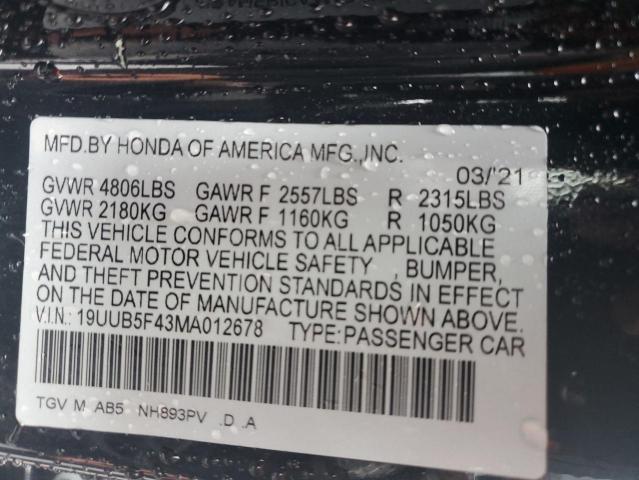 MFD.BY HONDA OF AMERICA MFG.,INC.
03/'21
GVWR 4806LBS GAWR F 2557LBS R 2315LBS
GVWR 2180KG GAWR F 1160KG R 1050KG
THIS VEHICLE CONFORMS TO ALL APPLICABLE
FEDERAL MOTOR VEHICLE SAFETY , BUMPER,
AND THEFT PREVENTION STANDARDS IN EFFECT
ON THE DATE OF MANUFACTURE SHOWN ABOVE.
V.I.N.: 19UUB5F43MA012678 TYPE:PASSENGER CAR
TGV M AB5 NH893PV .D .A